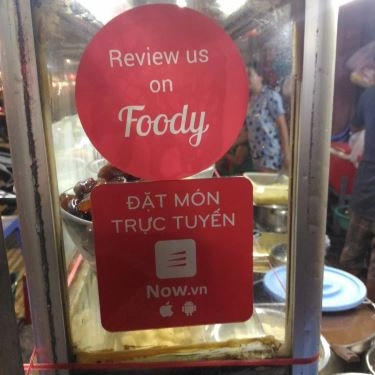 Review us
on
Foody
ĐẶT MÓN
TRỰC TUYẾN
Now.vn